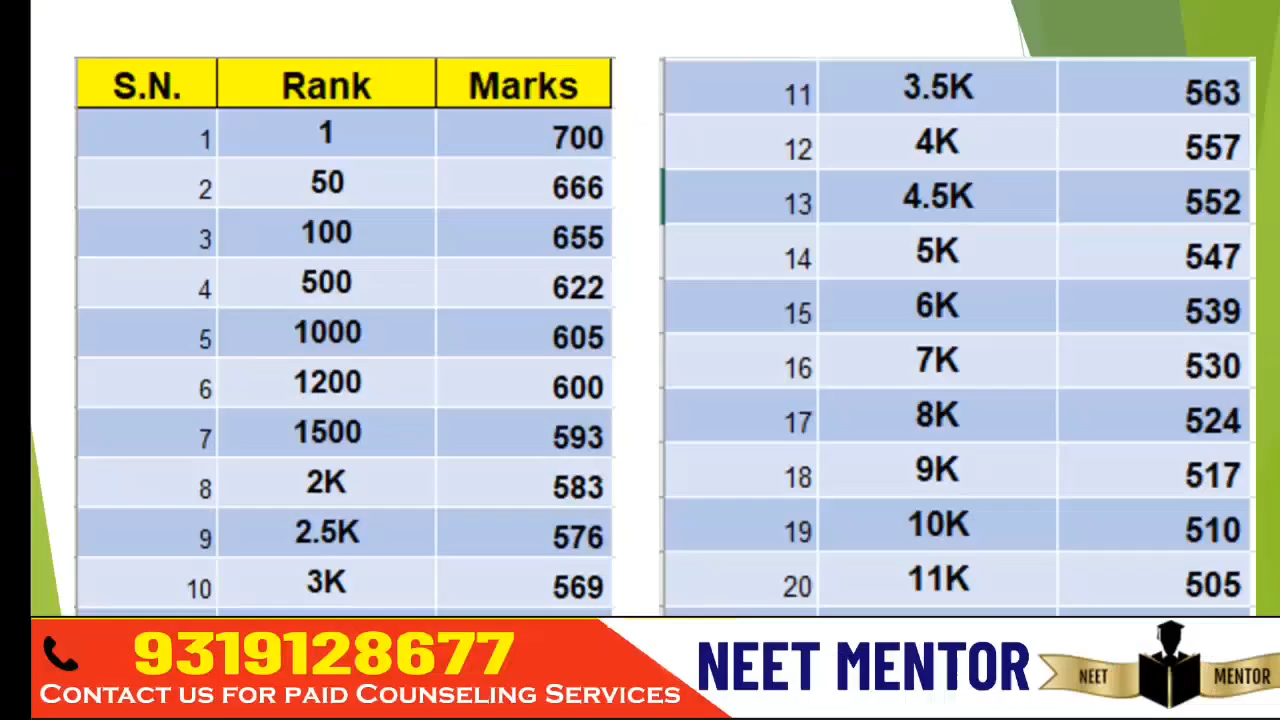 S.N. Rank Marks
1 1 700
2 50 666
3 100 655
4 500 622
5 1000 605
6 1200 600
7 1500 593
8 2K 583
9 2.5K 576
10 3K 569
11 3.5K 563
12 4K 557
13 4.5K 552
14 5K 547
15 6K 539
16 7K 530
17 8K 524
18 9K 517
19 10K 510
20 11K 505
9319128677
CONTACT US FOR PAID COUNSELING SERVICES
NEET MENTOR
NEET MENTOR